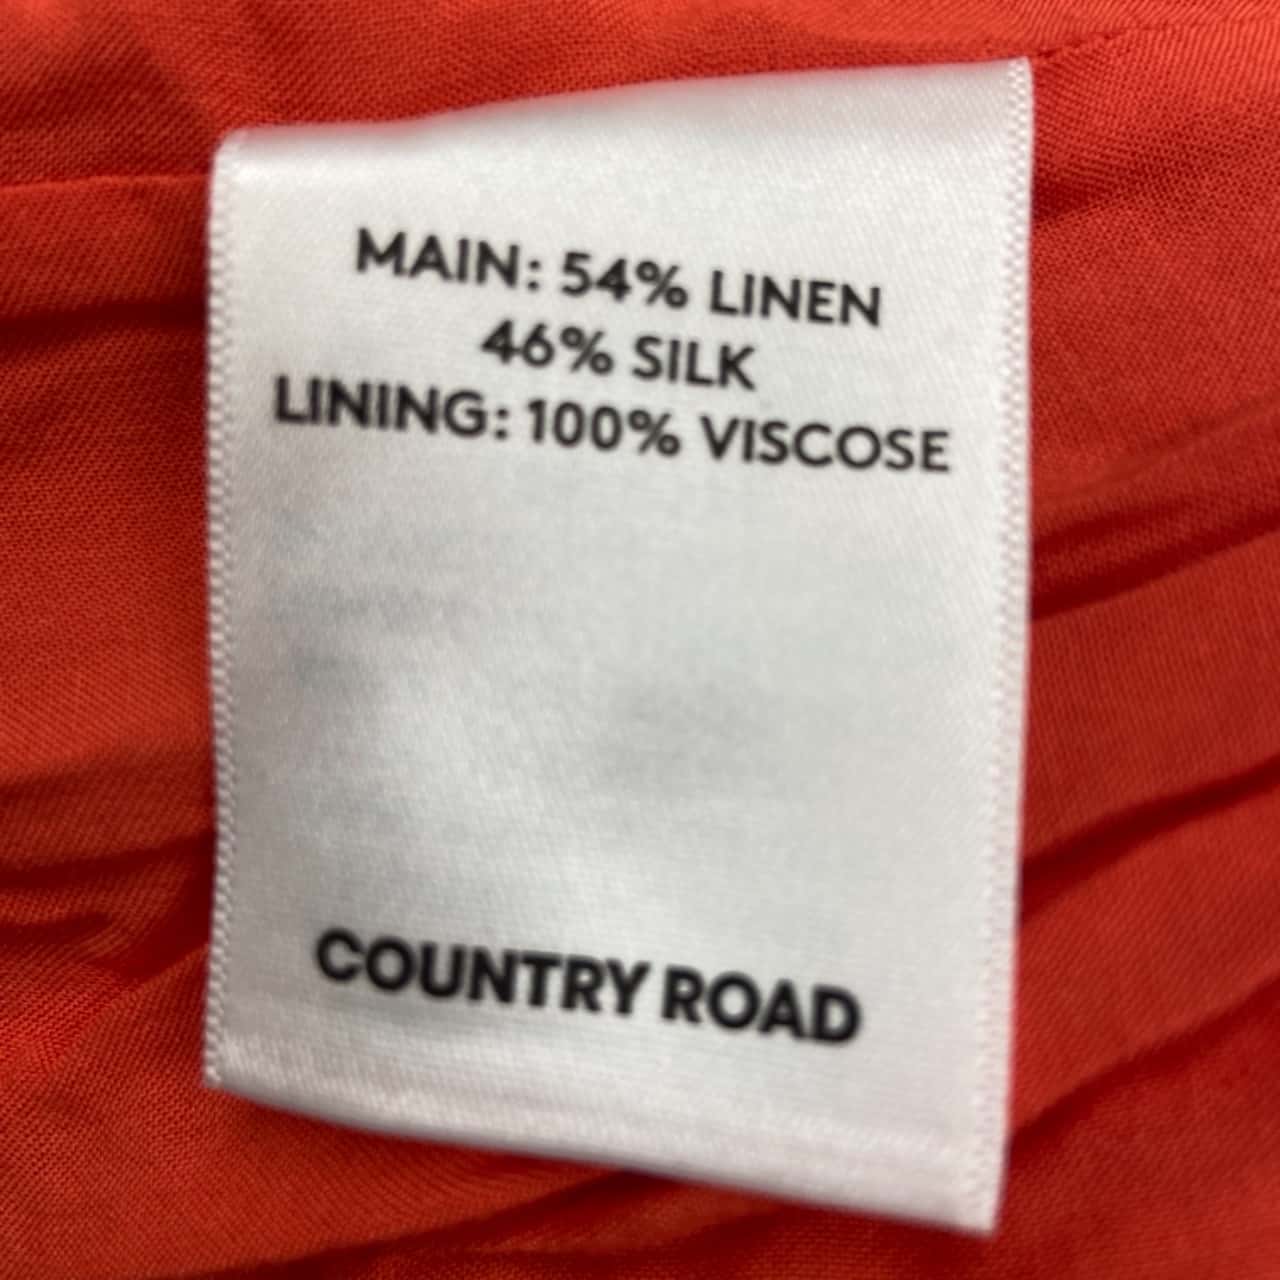 MAIN: 54% LINEN
46% SILK
LINING: 100% VISCOSE
COUNTRY ROAD